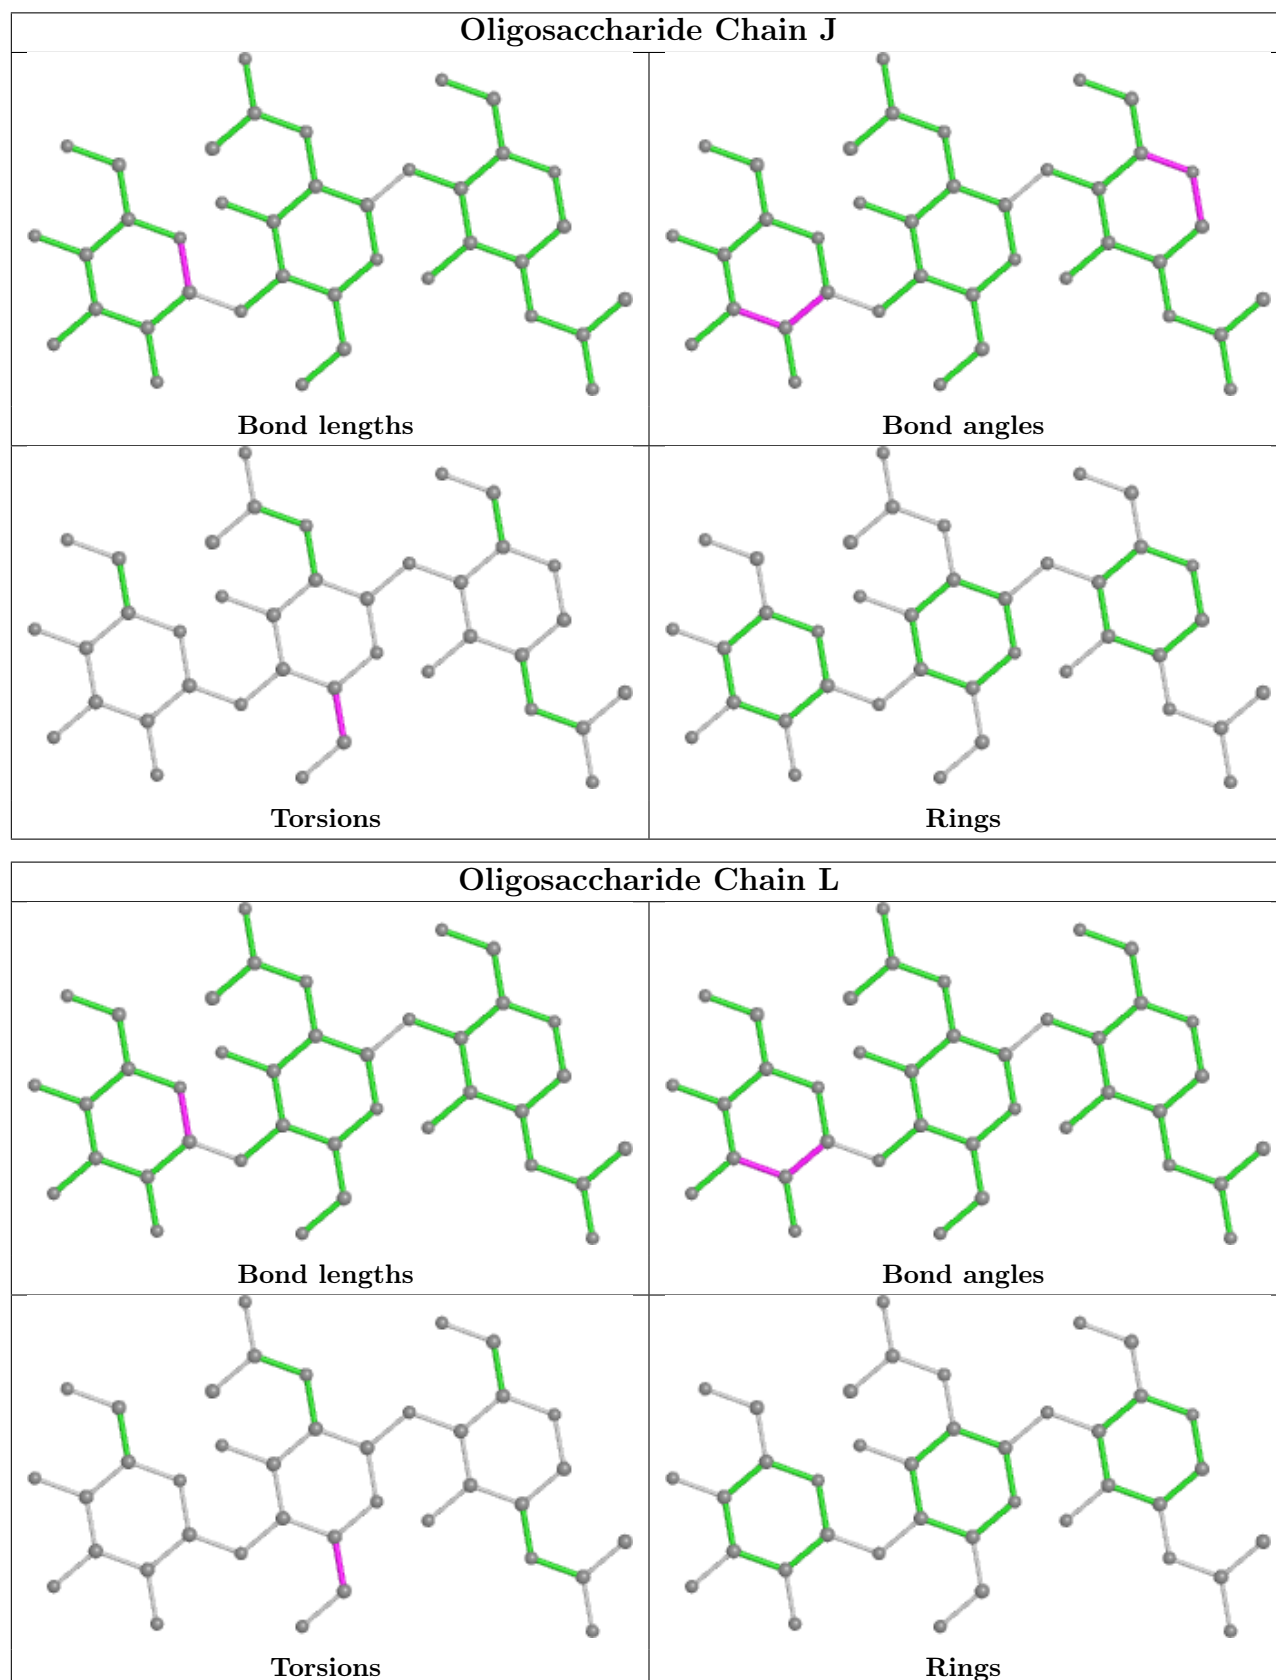 Oligosaccharide Chain J
Bond lengths
Bond angles
Torsions
Rings
Oligosaccharide Chain L
Bond lengths
Bond angles
Torsions
Rings